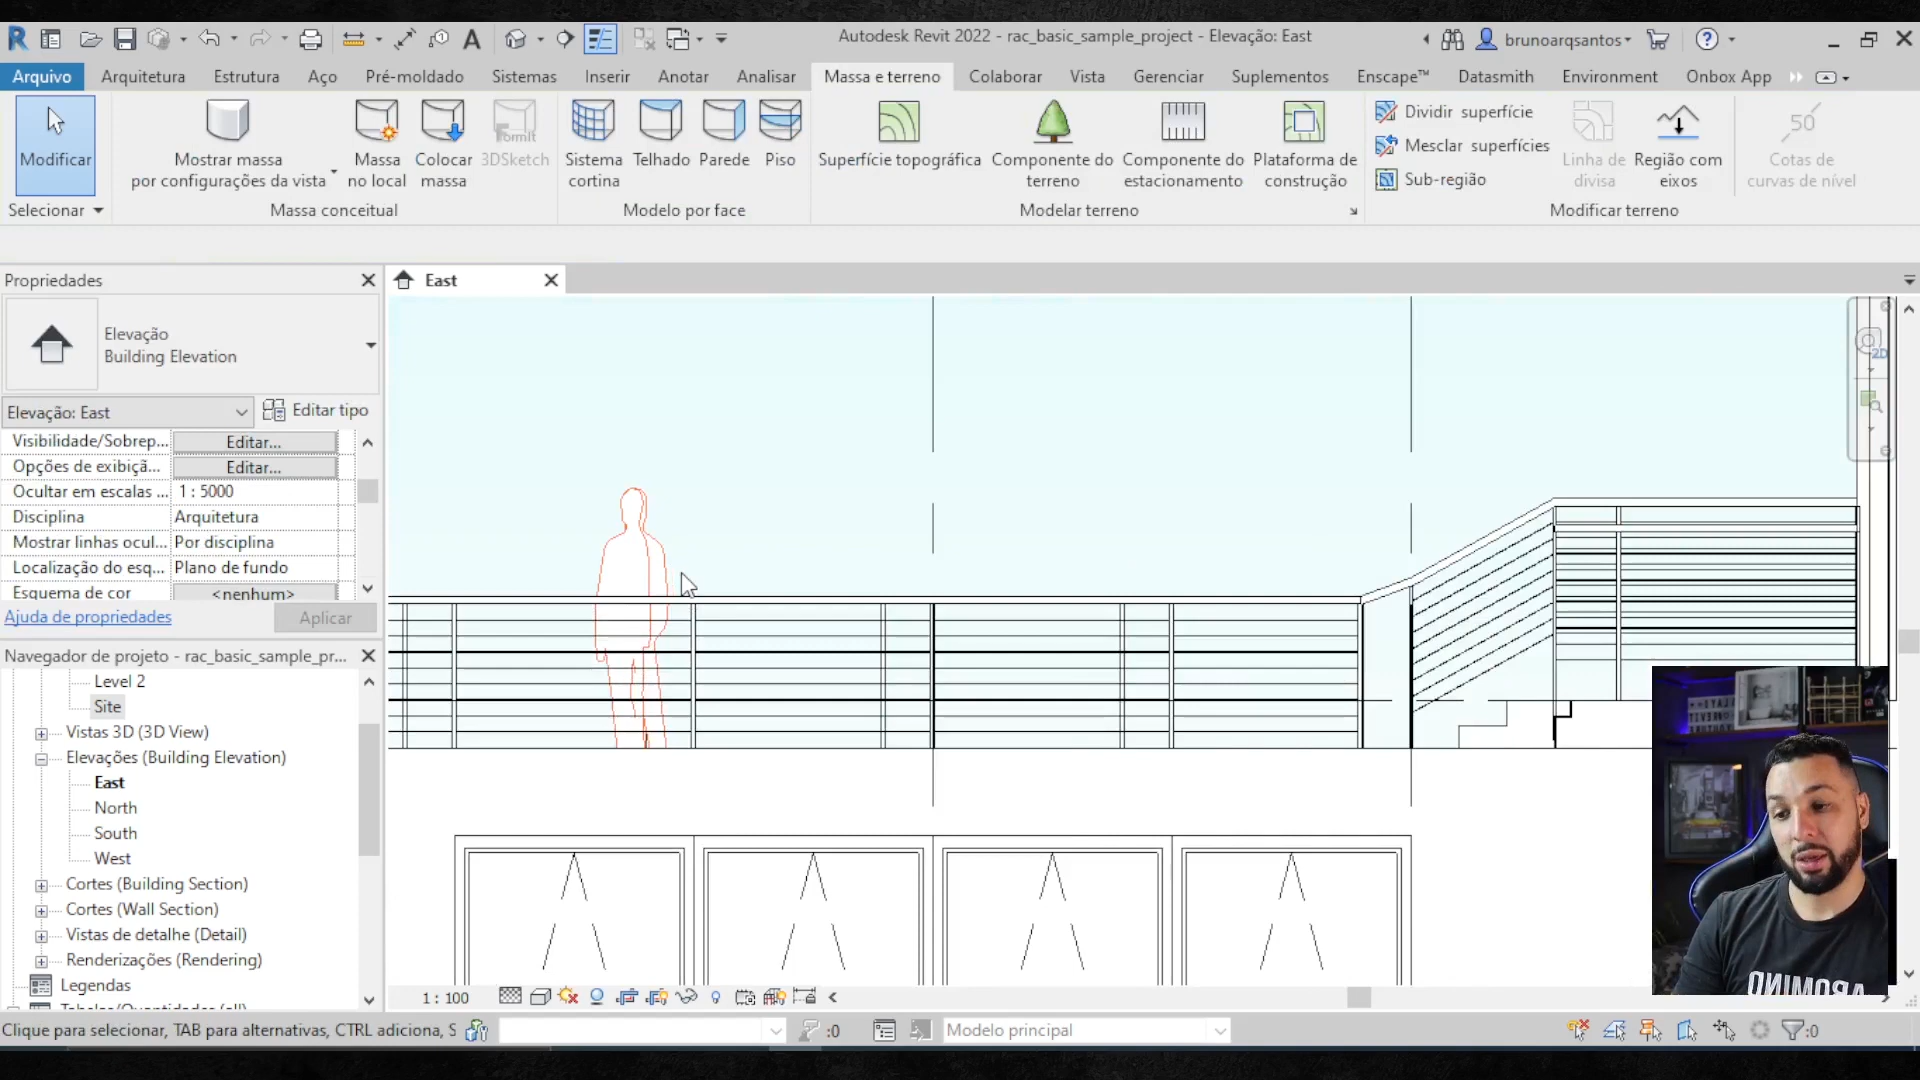 Autodesk Revit 2022 - rac_basic_sample_project - Elevação: East
brunoarqsantos
Arquivo Arquitetura Estrutura Aço Pré-moldado Sistemas Inserir Anotar Analisar Massa e terreno Colaborar Vista Gerenciar Suplementos Enscape™ Datasmith Environment Onbox App
Modificar
Mostrar massa
por configurações da vista
Massa
no local
Colocar
massa
FormIt
3DSketch
Sistema
cortina
Telhado
Parede
Piso
Superfície topográfica
Componente do
terreno
Componente do
estacionamento
Plataforma de
construção
Dividir superfície
Mesclar superfícies
Sub-região
Linha de
divisa
Região com
eixos
50
Cotas de
curvas de nível
Selecionar
Massa conceitual
Modelo por face
Modelar terreno
Modificar terreno
Propriedades
East
Elevação
Building Elevation
Elevação: East
Editar tipo
Visibilidade/Sobrep... Editar...
Opções de exibiçã... Editar...
Ocultar em escalas ... 1 : 5000
Disciplina Arquitetura
Mostrar linhas ocul... Por disciplina
Localização do esq... Plano de fundo
Esquema de cor <nenhum>
Ajuda de propriedades
Aplicar
Navegador de projeto - rac_basic_sample_pr...
Level 2
Site
Vistas 3D (3D View)
Elevações (Building Elevation)
East
North
South
West
Cortes (Building Section)
Cortes (Wall Section)
Vistas de detalhe (Detail)
Renderizações (Rendering)
Legendas
2D
1 : 100
Clique para selecionar, TAB para alternativas, CTRL adiciona, S
:0
Modelo principal
:0